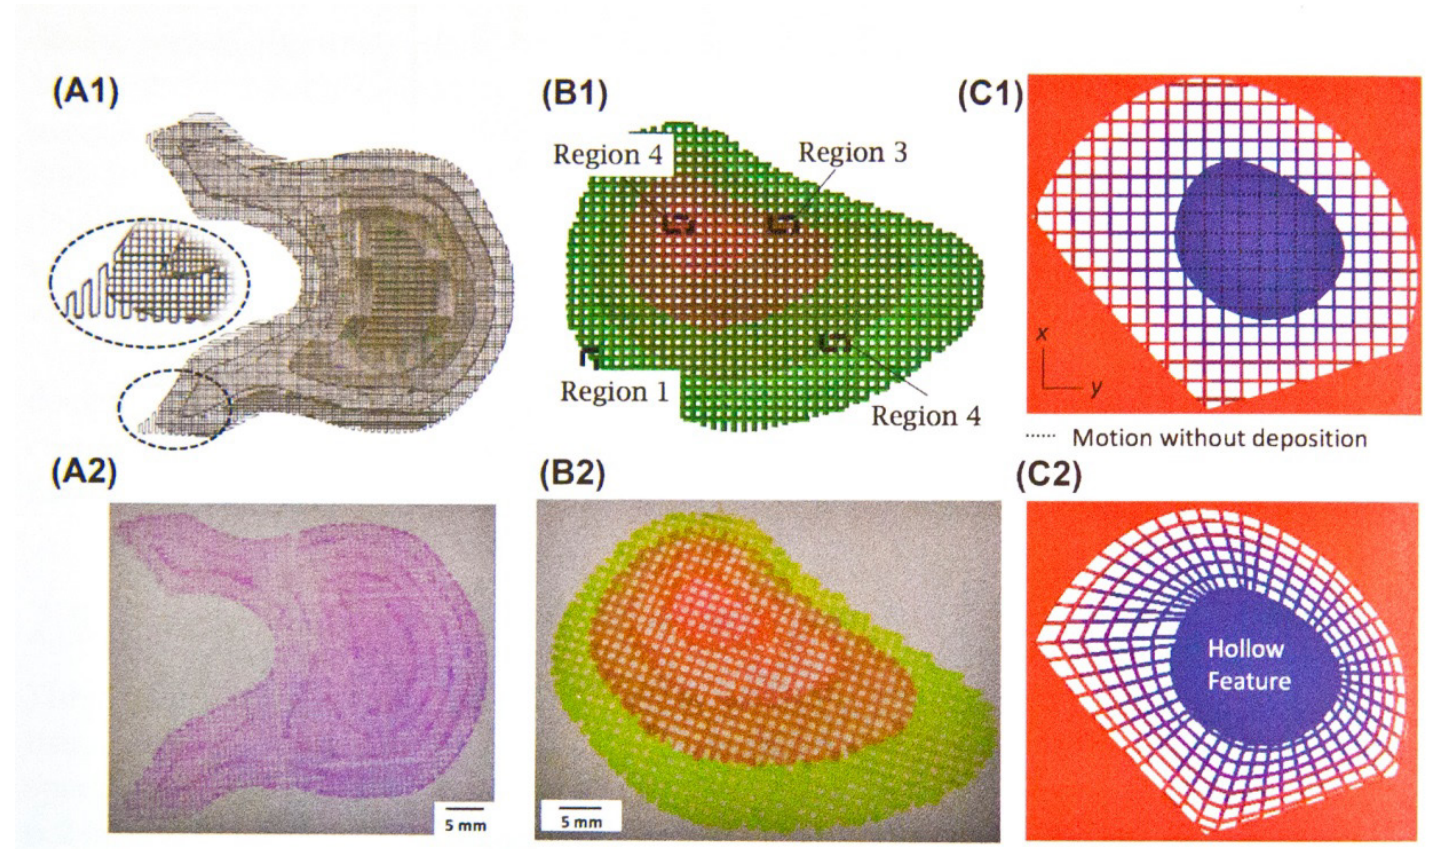 (A1)
(B1)
(C1)
Region 4
Region 3
Region 1
Region 4
x
y
Motion without deposition
(A2)
(B2)
(C2)
Hollow
Feature
5 mm
5 mm